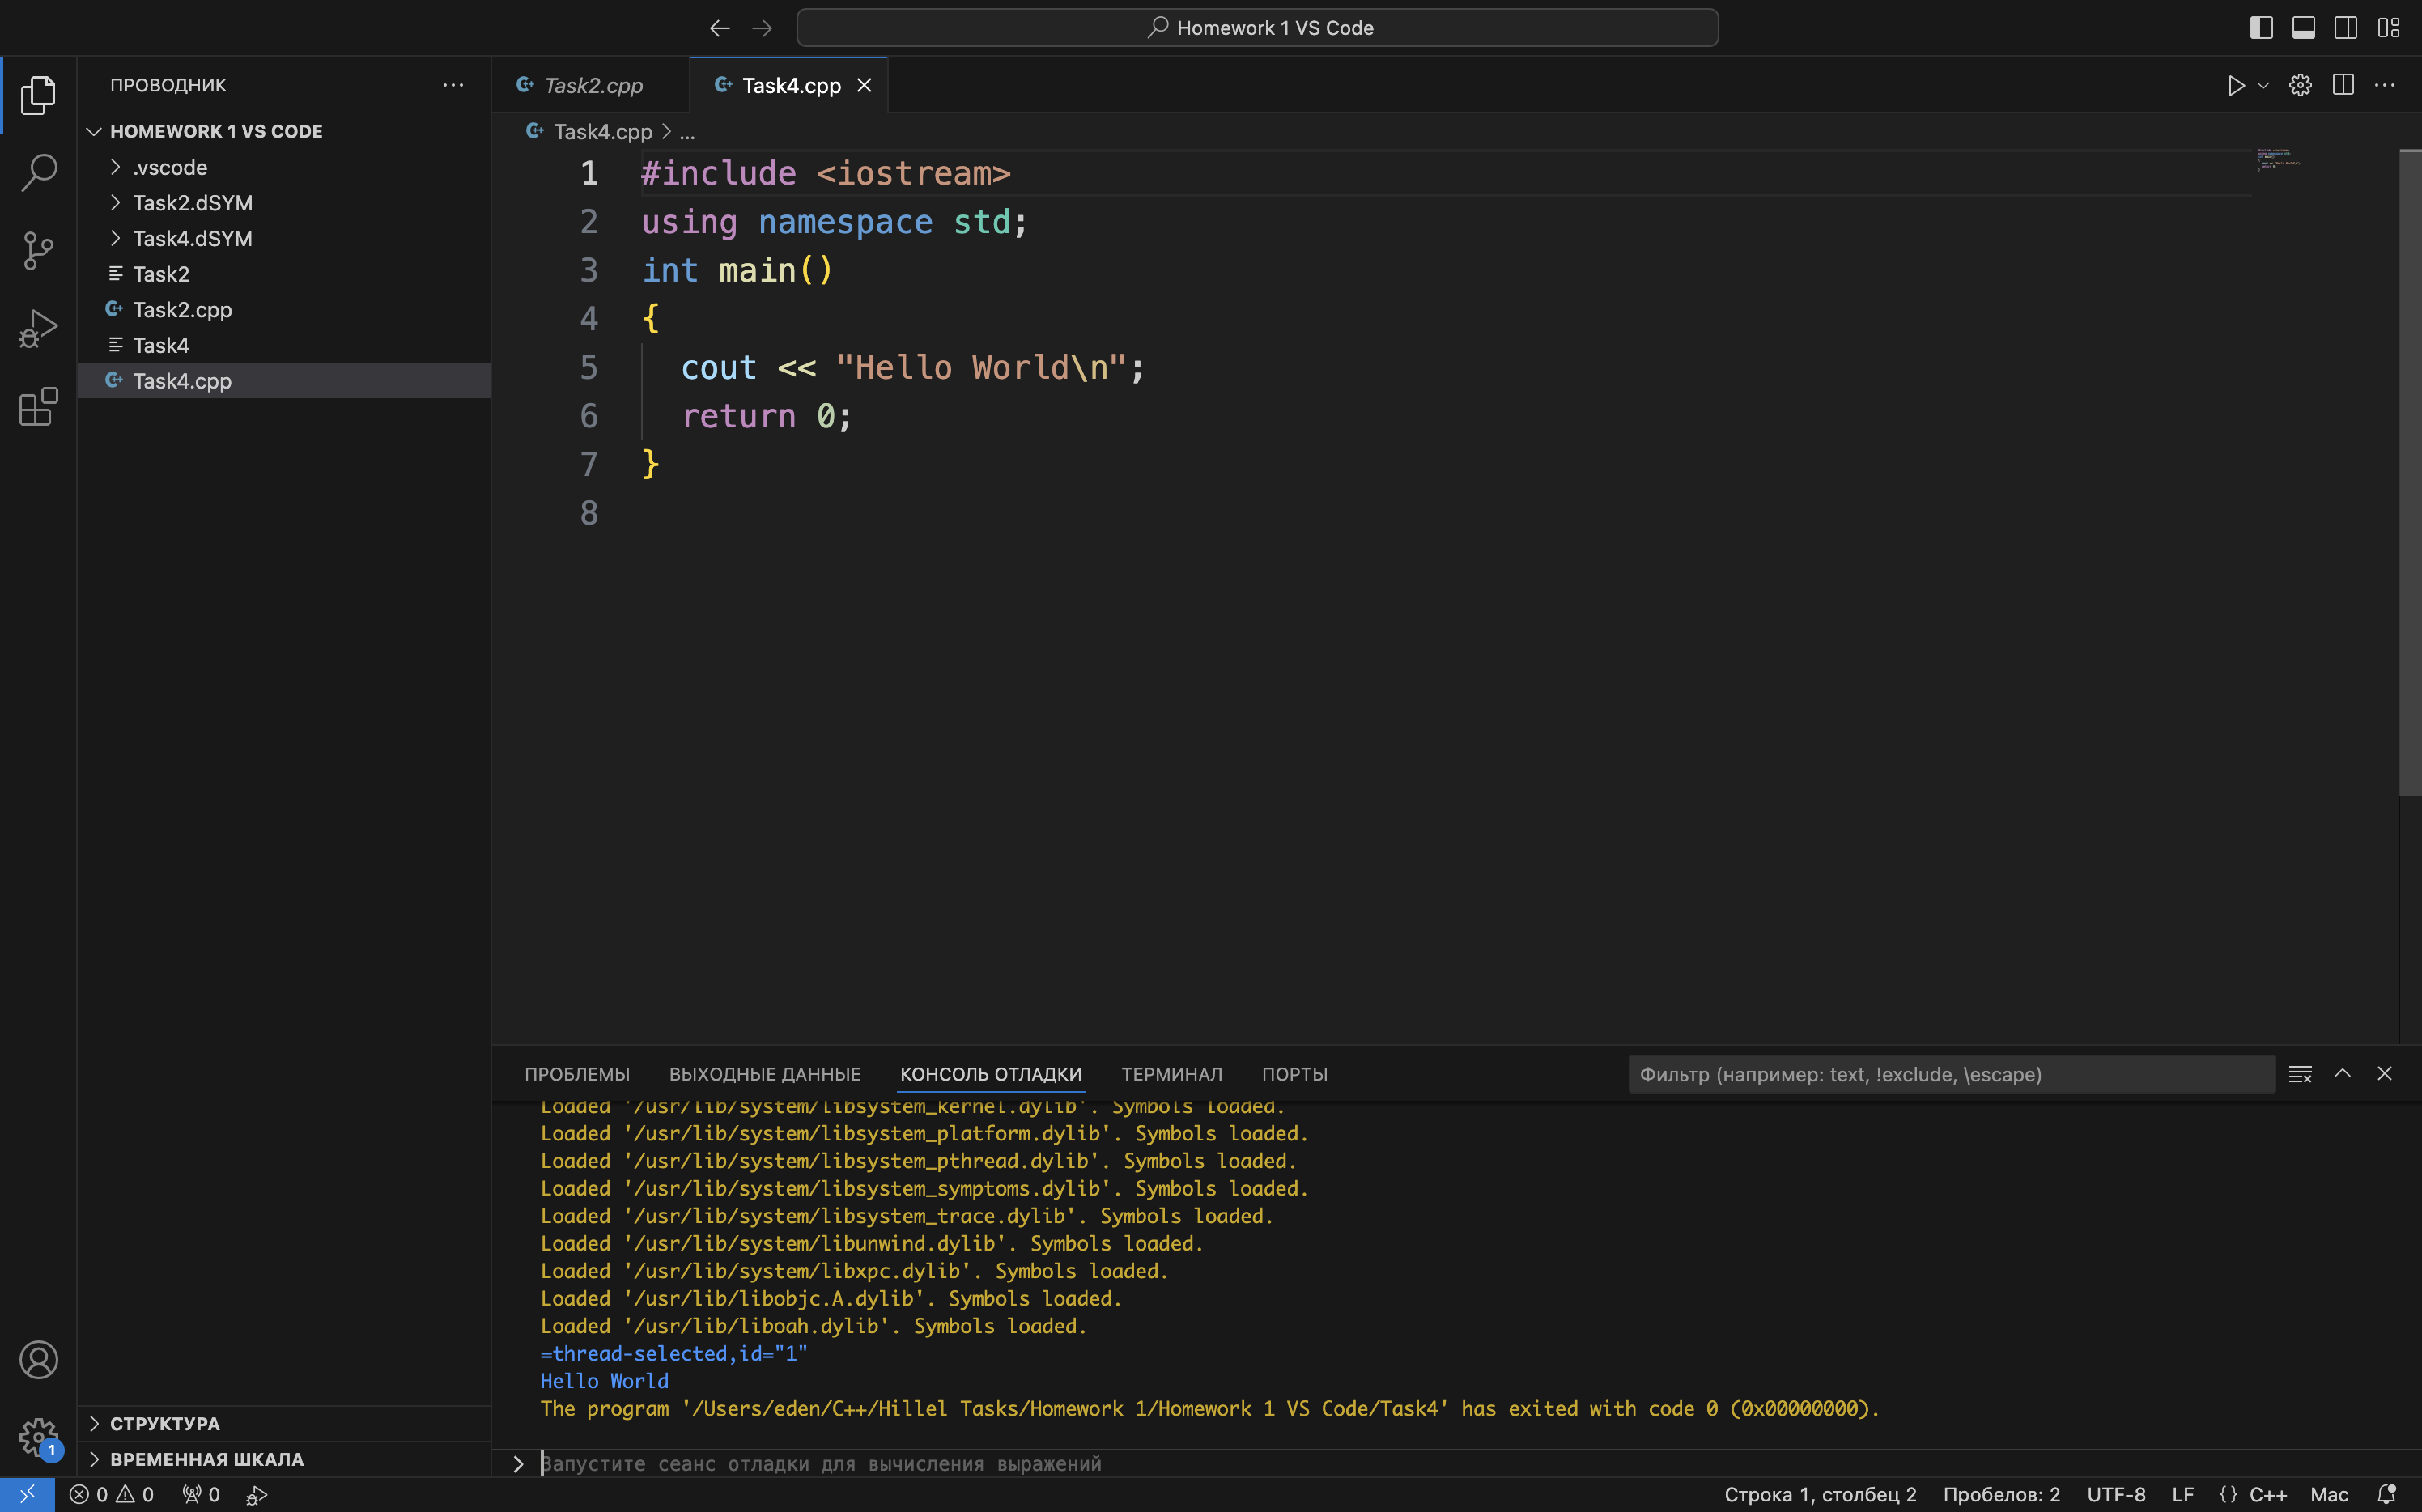 Homework 1 VS Code
ПРОВОДНИК
HOMEWORK 1 VS CODE
.vscode
Task2.dSYM
Task4.dSYM
Task2
Task2.cpp
Task4
Task4.cpp
СТРУКТУРА
ВРЕМЕННАЯ ШКАЛА
Task2.cpp
Task4.cpp
Task4.cpp > ...
1 #include <iostream>
2 using namespace std;
3 int main()
4 {
5 cout << "Hello World\n";
6 return 0;
7 }
8
ПРОБЛЕМЫ ВЫХОДНЫЕ ДАННЫЕ КОНСОЛЬ ОТЛАДКИ ТЕРМИНАЛ ПОРТЫ
Фильтр (например: text, !exclude, \escape)
Loaded '/usr/lib/system/libsystem_kernel.dylib'. Symbols loaded.
Loaded '/usr/lib/system/libsystem_platform.dylib'. Symbols loaded.
Loaded '/usr/lib/system/libsystem_pthread.dylib'. Symbols loaded.
Loaded '/usr/lib/system/libsystem_symptoms.dylib'. Symbols loaded.
Loaded '/usr/lib/system/libsystem_trace.dylib'. Symbols loaded.
Loaded '/usr/lib/system/libunwind.dylib'. Symbols loaded.
Loaded '/usr/lib/system/libxpc.dylib'. Symbols loaded.
Loaded '/usr/lib/libobjc.A.dylib'. Symbols loaded.
Loaded '/usr/lib/liboah.dylib'. Symbols loaded.
=thread-selected,id="1"
Hello World
The program '/Users/eden/C++/Hillel Tasks/Homework 1/Homework 1 VS Code/Task4' has exited with code 0 (0x00000000).
Запустите сеанс отладки для вычисления выражений
1
0 0 0
Строка 1, столбец 2 Пробелов: 2 UTF-8 LF {} C++ Mac